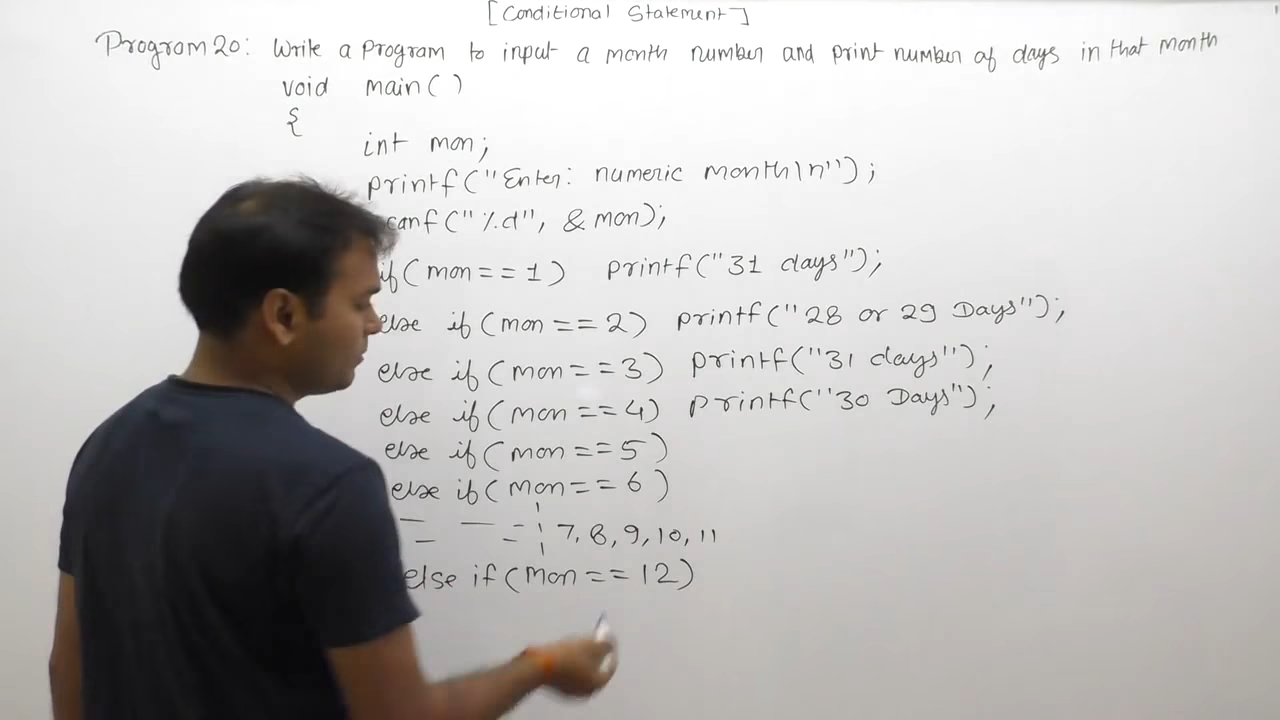 [Conditional Statement]
Program 20: Write a program to input a month number and print number of days in that month
void main( )
{
int mon;
printf("Enter: numeric month\n");
canf("%d", &mon);
if(mon==1) printf("31 days");
else if(mon==2) printf("28 or 29 Days");
else if(mon==3) printf("31 days");
else if(mon==4) printf("30 Days");
else if(mon==5)
else if(mon==6)
7, 8, 9, 10, 11
else if(mon==12)